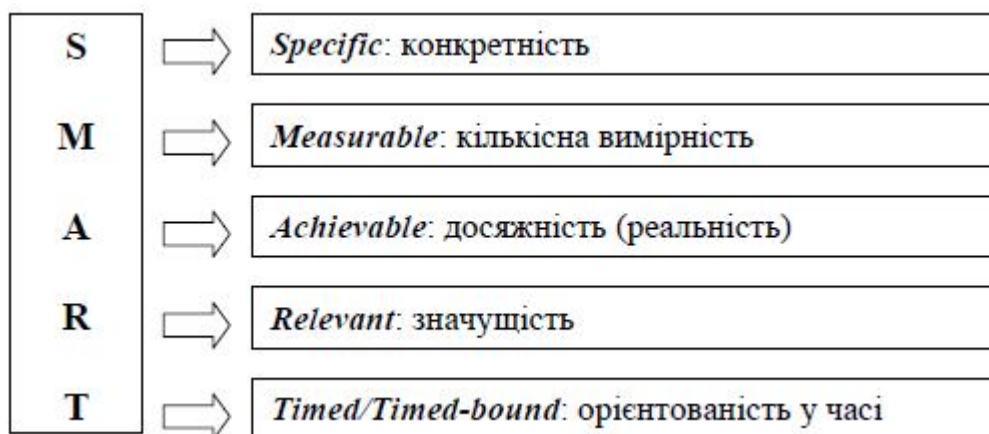 S
Specific: конкретність
M
Measurable: кількісна вимірність
A
Achievable: досяжність (реальність)
R
Relevant: значущість
T
Timed/Timed-bound: орієнтованість у часі